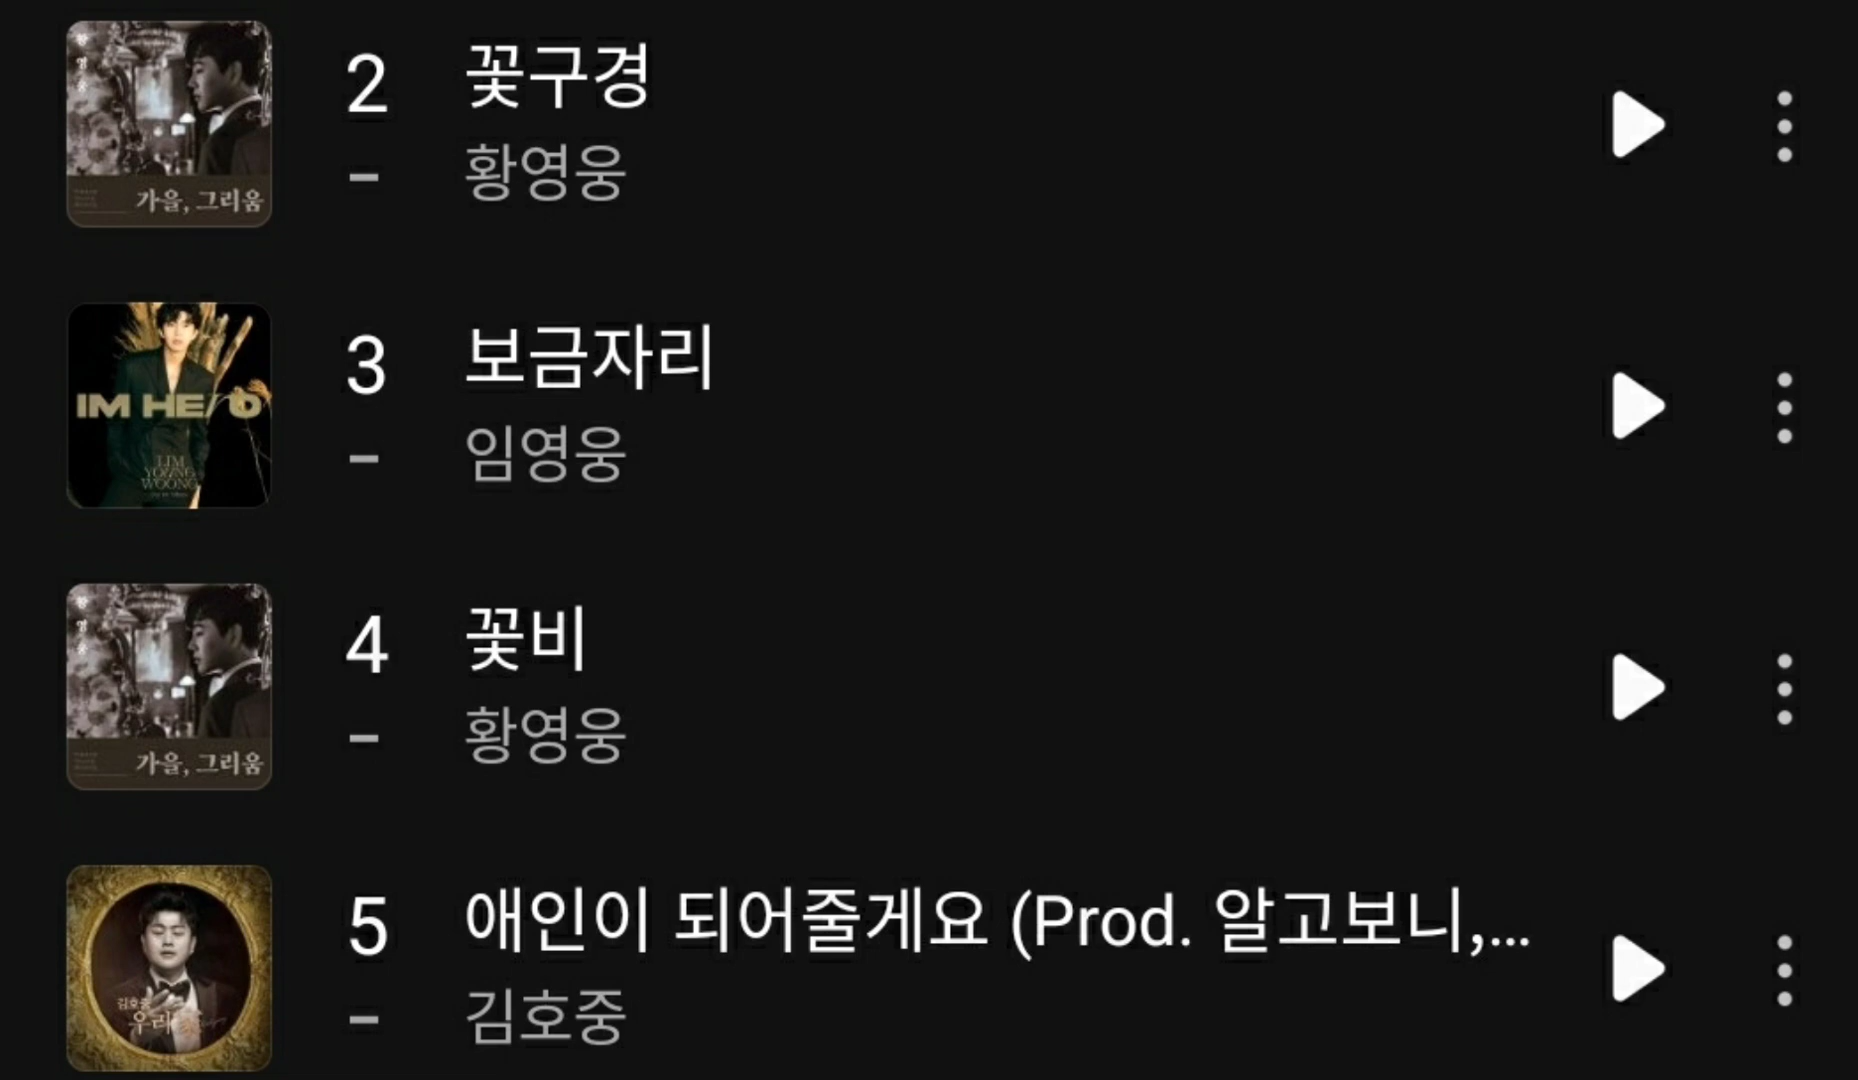 가을, 그리움
2 꽃구경
- 황영웅
IM HERO
LIM
YOUNG
WOONG
3 보금자리
- 임영웅
가을, 그리움
4 꽃비
- 황영웅
김호중
우리
5 애인이 되어줄게요 (Prod. 알고보니,...
- 김호중